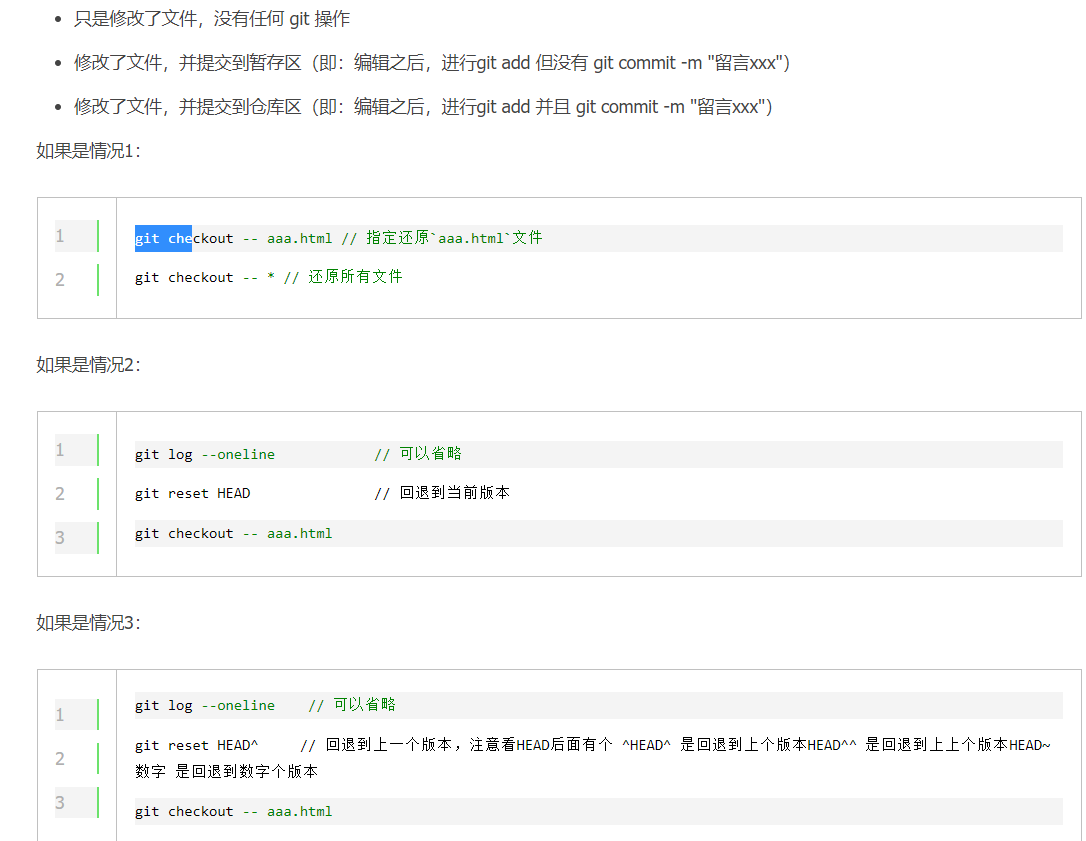 只是修改了文件，没有任何 git 操作
修改了文件，并提交到暂存区（即：编辑之后，进行git add 但没有 git commit -m "留言xxx"）
修改了文件，并提交到仓库区（即：编辑之后，进行git add 并且 git commit -m "留言xxx"）
如果是情况1：
1 git checkout -- aaa.html // 指定还原`aaa.html`文件
2 git checkout -- * // 还原所有文件
如果是情况2：
1 git log --oneline // 可以省略
2 git reset HEAD // 回退到当前版本
3 git checkout -- aaa.html
如果是情况3：
1 git log --oneline // 可以省略
2 git reset HEAD^ // 回退到上一个版本，注意看HEAD后面有个 ^HEAD^ 是回退到上个版本HEAD^^ 是回退到上上个版本HEAD~
数字 是回退到数字个版本
3 git checkout -- aaa.html